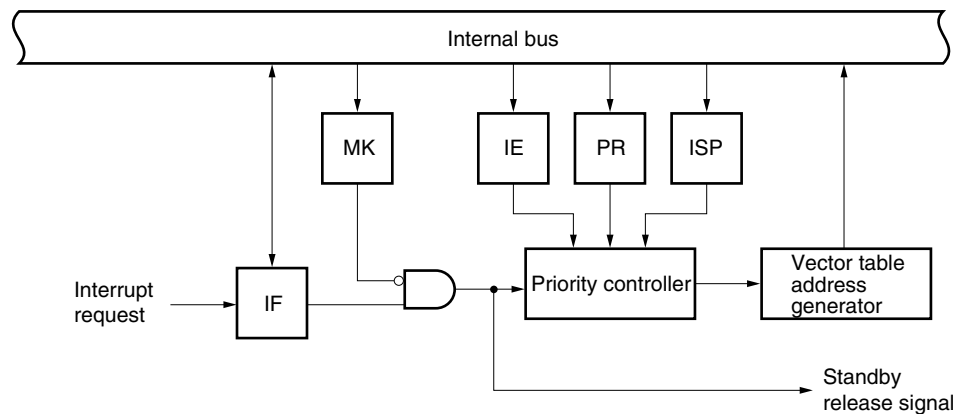 Internal bus
MK
IE
PR
ISP
Interrupt
request
IF
Priority controller
Vector table
address
generator
Standby
release signal